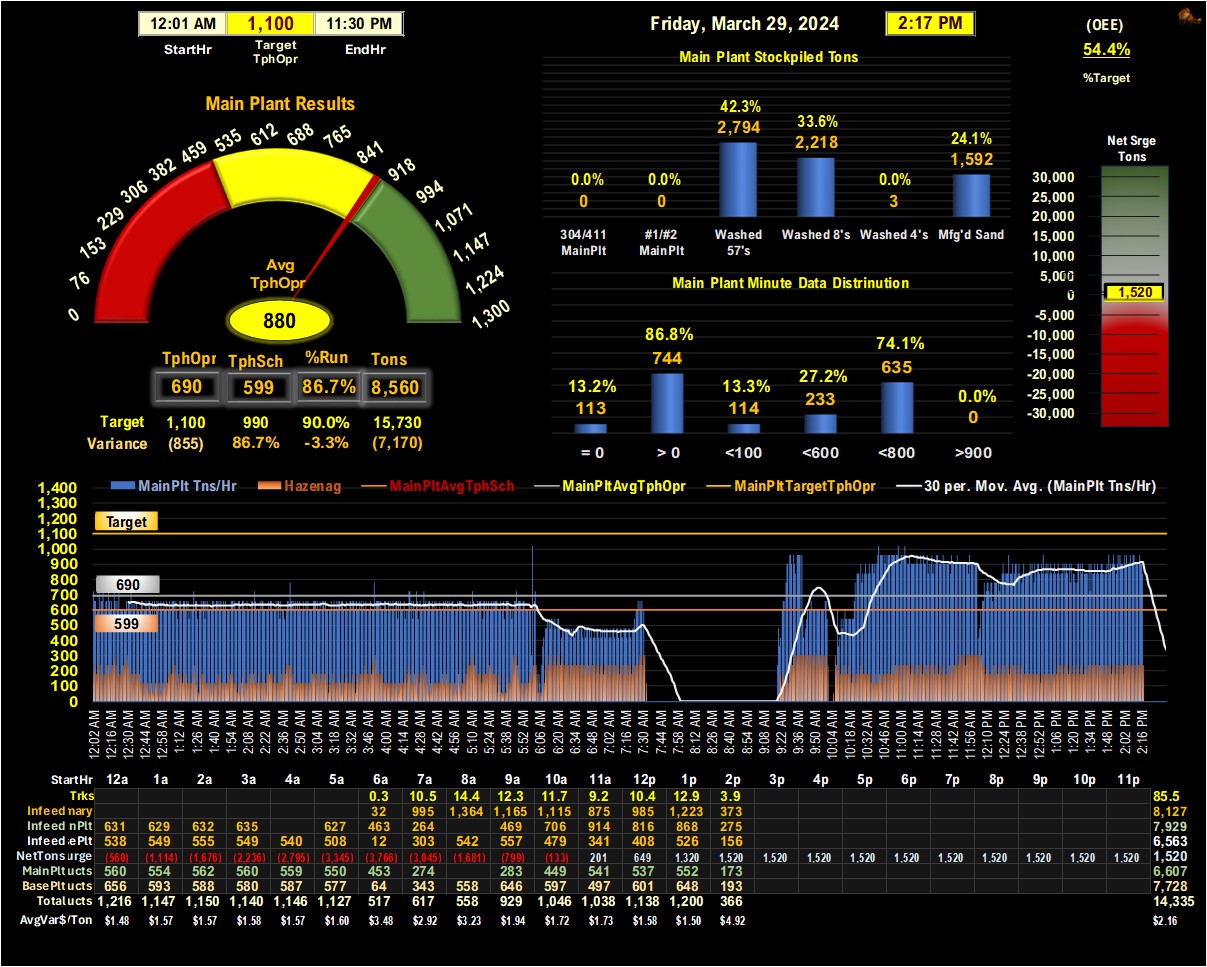 12:01 AM 1,100 11:30 PM
StartHr Target TphOpr EndHr
Friday, March 29, 2024 2:17 PM
(OEE)
54.4%
%Target
Main Plant Results
0 76 153 229 306 382 459 535 612 688 765 841 918 994 1,071 1,147 1,224 1,300
Avg
TphOpr
880
TphOpr TphSch %Run Tons
690 599 86.7% 8,560
Target 1,100 990 90.0% 15,730
Variance (855) 86.7% -3.3% (7,170)
Main Plant Stockpiled Tons
0.0% 0.0% 42.3% 33.6% 0.0% 24.1%
0 0 2,794 2,218 3 1,592
304/411 MainPlt #1/#2 MainPlt Washed 57's Washed 8's Washed 4's Mfg'd Sand
Main Plant Minute Data Distrinution
13.2% 86.8% 13.3% 27.2% 74.1% 0.0%
113 744 114 233 635 0
= 0 > 0 <100 <600 <800 >900
Net Srge
Tons
30,000
25,000
20,000
15,000
10,000
5,000
0
1,520
-5,000
-10,000
-15,000
-20,000
-25,000
-30,000
MainPlt Tns/Hr Hazenag MainPltAvgTphSch MainPltAvgTphOpr MainPltTargetTphOpr 30 per. Mov. Avg. (MainPlt Tns/Hr)
1,400
1,300
1,200
Target
1,100
1,000
900
800
690
700
600
599
500
400
300
200
100
0
12:02 AM 12:16 AM 12:30 AM 12:44 AM 12:58 AM 1:12 AM 1:26 AM 1:40 AM 1:54 AM 2:08 AM 2:22 AM 2:36 AM 2:50 AM 3:04 AM 3:18 AM 3:32 AM 3:46 AM 4:00 AM 4:14 AM 4:28 AM 4:42 AM 4:56 AM 5:10 AM 5:24 AM 5:38 AM 5:52 AM 6:06 AM 6:20 AM 6:34 AM 6:48 AM 7:02 AM 7:16 AM 7:30 AM 7:44 AM 7:58 AM 8:12 AM 8:26 AM 8:40 AM 8:54 AM 9:08 AM 9:22 AM 9:36 AM 9:50 AM 10:04 AM 10:18 AM 10:32 AM 10:46 AM 11:00 AM 11:14 AM 11:28 AM 11:42 AM 11:56 AM 12:10 PM 12:24 PM 12:38 PM 12:52 PM 1:06 PM 1:20 PM 1:34 PM 1:48 PM 2:02 PM 2:16 PM
StartHr 12a 1a 2a 3a 4a 5a 6a 7a 8a 9a 10a 11a 12p 1p 2p 3p 4p 5p 6p 7p 8p 9p 10p 11p
Trks 0.3 10.5 14.4 12.3 11.7 9.2 10.4 12.9 3.9 85.5
Infeed nary 32 995 1,364 1,165 1,115 875 985 1,223 373 8,127
Infeed nPlt 631 629 632 635 627 463 264 469 706 914 816 868 275 7,929
Infeed ePlt 538 549 555 549 540 508 12 303 542 557 479 341 408 526 156 6,563
NetTons urge (560) (1,114) (1,676) (2,236) (2,795) (3,345) (3,766) (3,045) (1,681) (799) (133) 201 649 1,320 1,520 1,520 1,520 1,520 1,520 1,520 1,520 1,520 1,520 1,520 1,520
MainPl ucts 560 554 562 560 559 550 453 274 283 449 541 537 552 173 6,607
BasePlt ucts 656 593 588 580 587 577 64 343 558 646 597 497 601 648 193 7,728
Total ucts 1,216 1,147 1,150 1,140 1,146 1,127 517 617 558 929 1,046 1,038 1,138 1,200 366 14,335
AvgVar$/Ton $1.48 $1.57 $1.57 $1.58 $1.57 $1.60 $3.48 $2.92 $3.23 $1.94 $1.72 $1.73 $1.58 $1.50 $4.92 $2.16